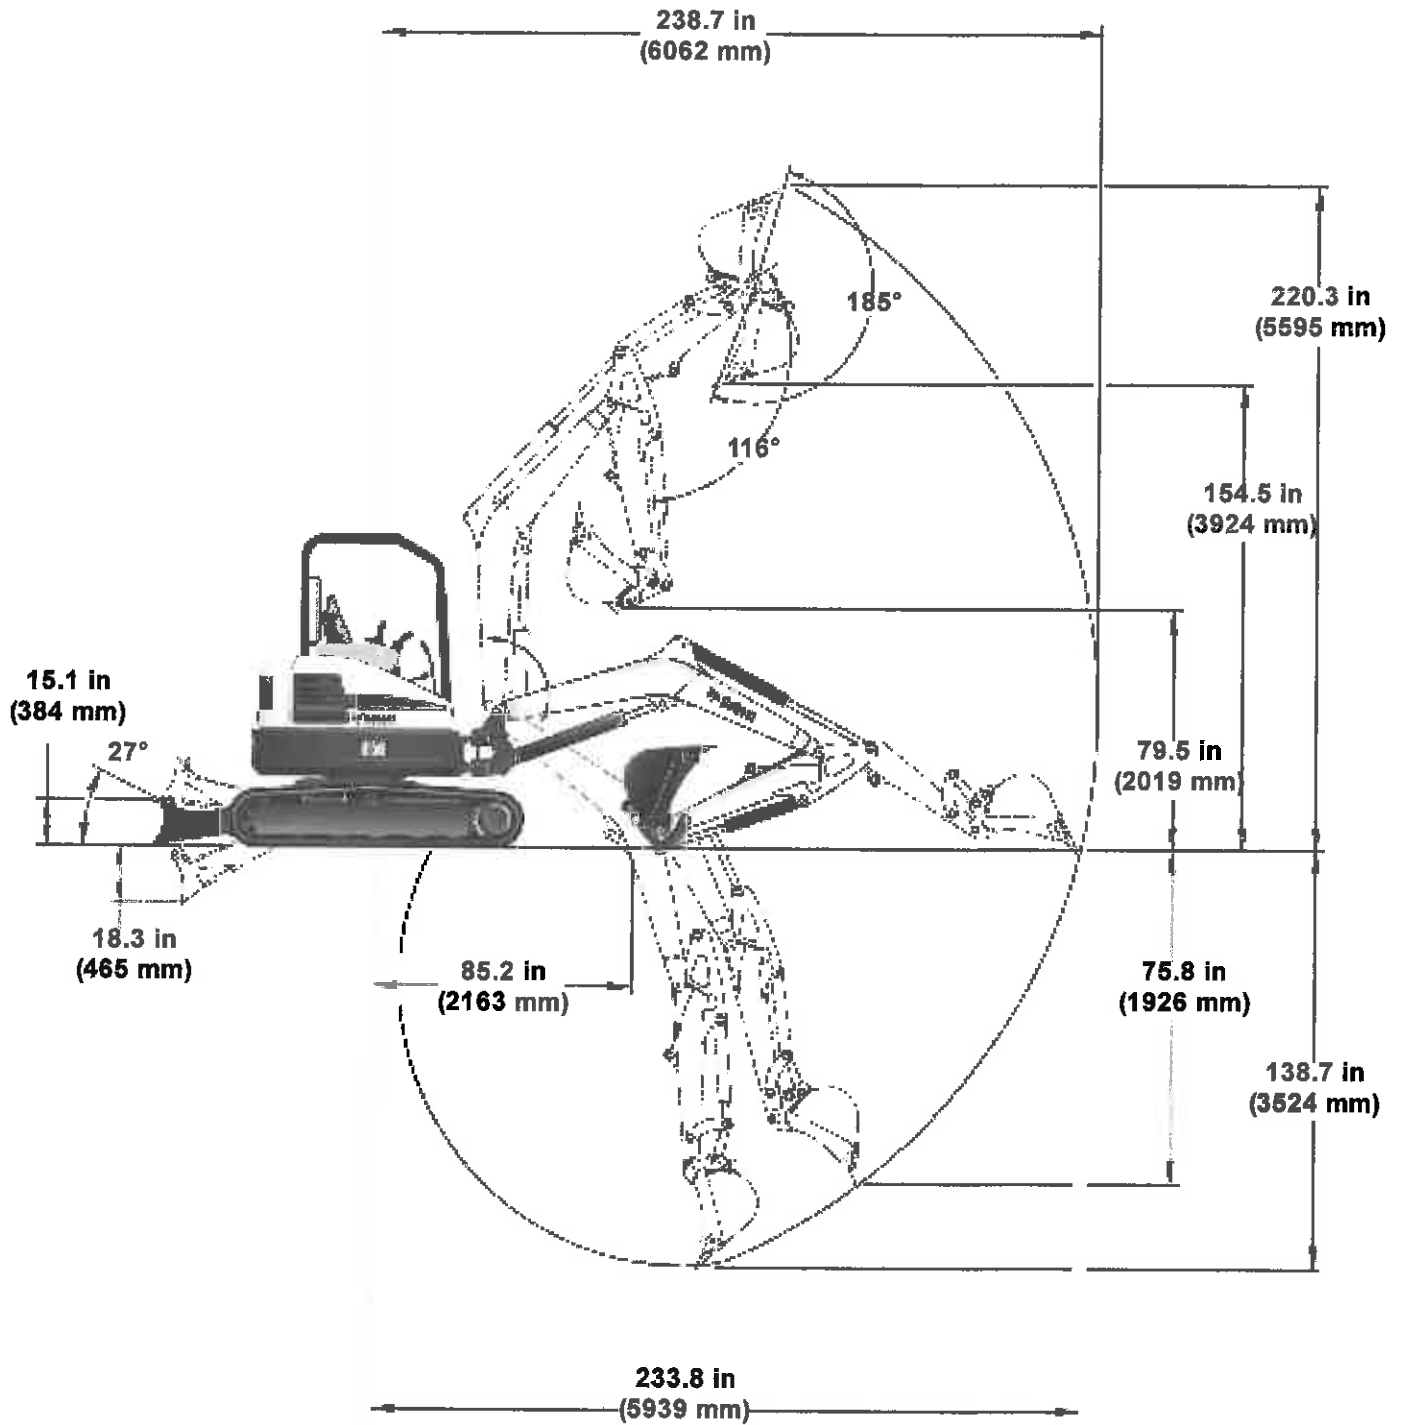 238.7 in
(6062 mm)
185°
220.3 in
(5595 mm)
116°
154.5 in
(3924 mm)
15.1 in
(384 mm)
27°
79.5 in
(2019 mm)
18.3 in
(465 mm)
85.2 in
(2163 mm)
75.8 in
(1926 mm)
138.7 in
(3524 mm)
233.8 in
(5939 mm)